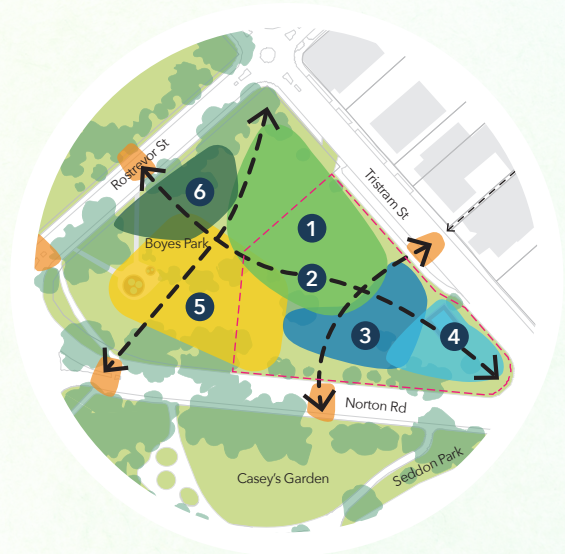 Rostrevor St
Tristram St
6
1
Boyes Park
2
5
3
4
Norton Rd
Seddon Park
Casey's Garden